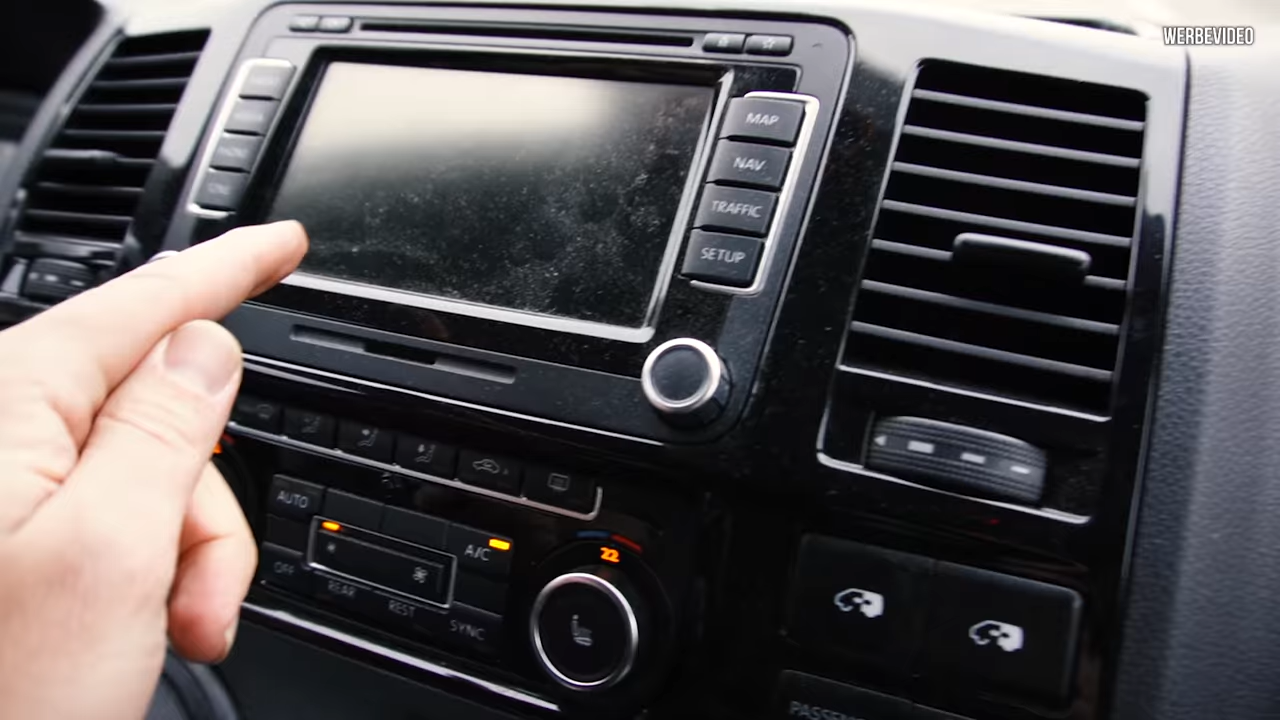 WERBEVIDEO
MAP
NAV
TRAFFIC
SETUP
AUTO
A/C
22
OFF
REAR
REST
SYNC